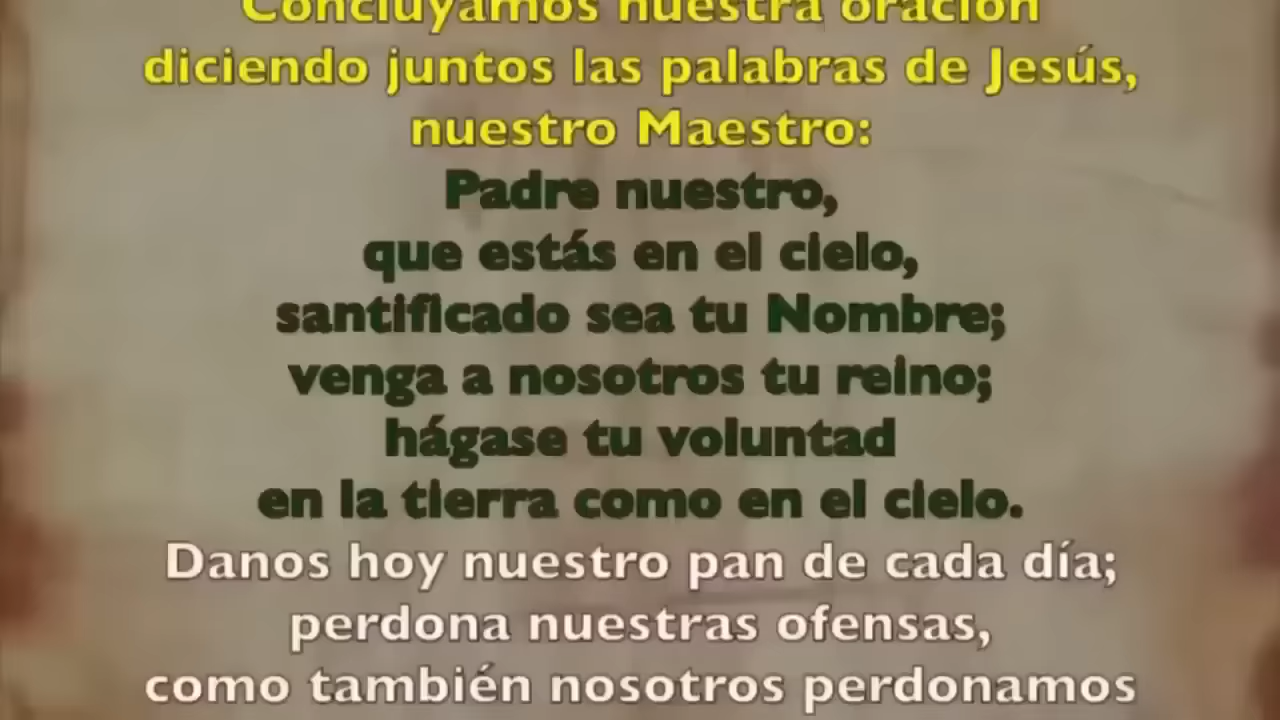 Concluyamos nuestra oración
diciendo juntos las palabras de Jesús,
nuestro Maestro:
Padre nuestro,
que estás en el cielo,
santificado sea tu Nombre;
venga a nosotros tu reino;
hágase tu voluntad
en la tierra como en el cielo.
Danos hoy nuestro pan de cada día;
perdona nuestras ofensas,
como también nosotros perdonamos